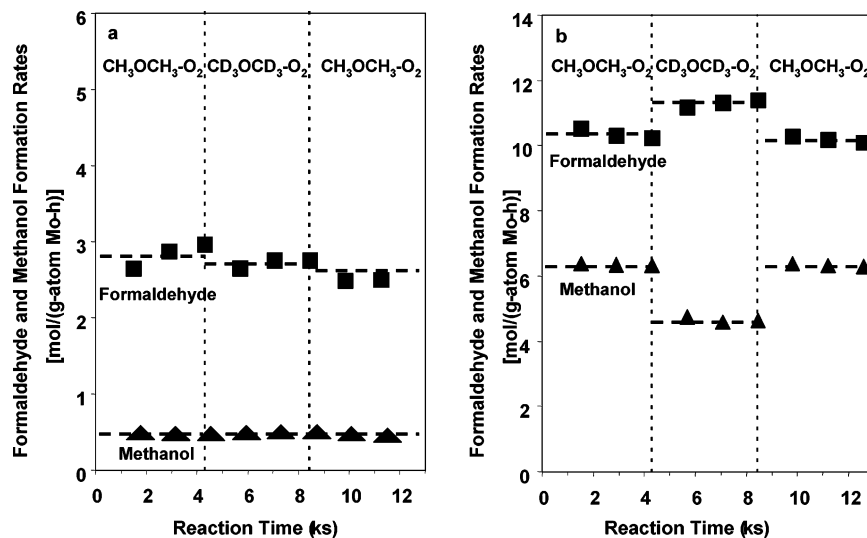 Formaldehyde and Methanol Formation Rates
[mol/(g-atom Mo-h)]
6
5
4
3
2
1
0
a
CH3OCH3-O2
CD3OCD3-O2
CH3OCH3-O2
Formaldehyde
Methanol
0 2 4 6 8 10 12
Reaction Time (ks)
Formaldehyde and Methanol Formation Rates
[mol/(g-atom Mo-h)]
14
12
10
8
6
4
2
0
b
CH3OCH3-O2
CD3OCD3-O2
CH3OCH3-O2
Formaldehyde
Methanol
0 2 4 6 8 10 12
Reaction Time (ks)